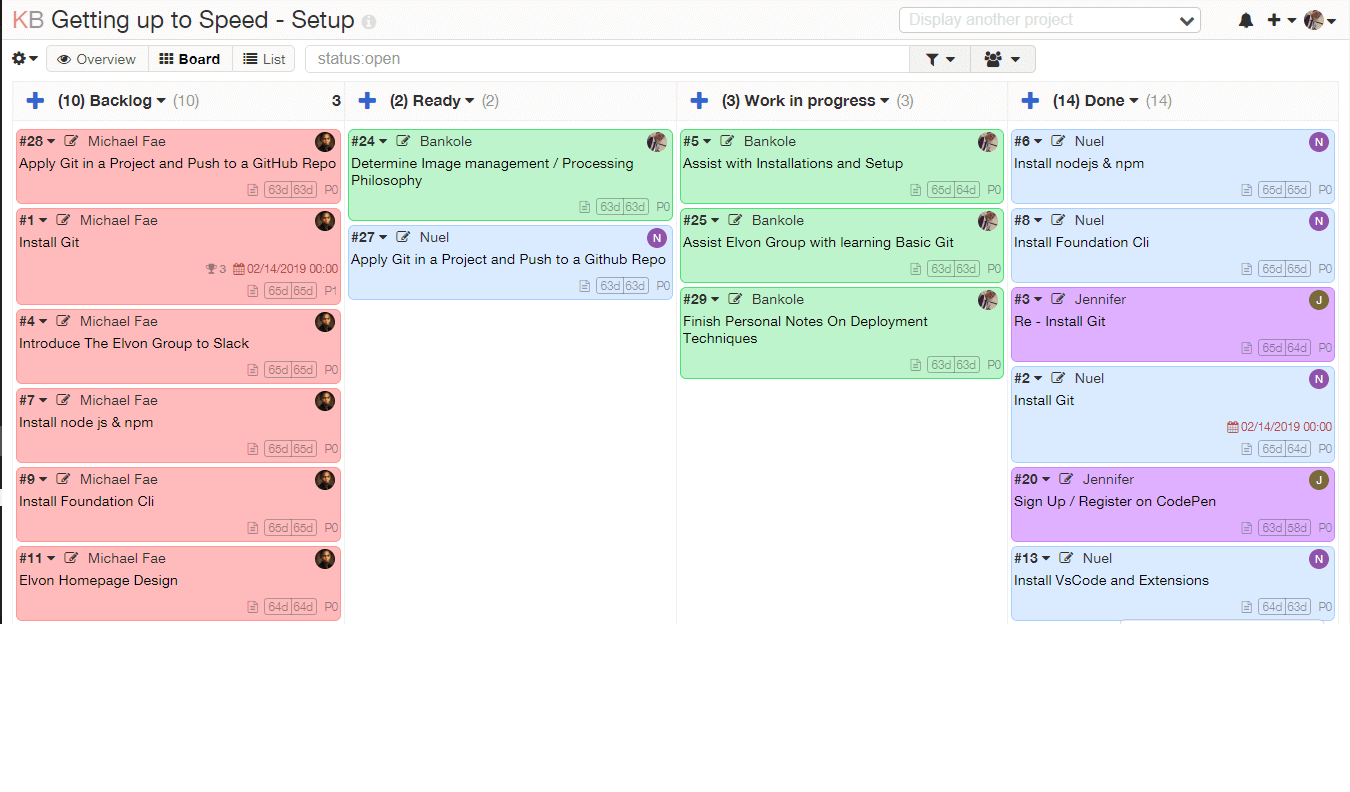 KB Getting up to Speed - Setup
Display another project
Overview
Board
List
status:open
(10) Backlog (10) 3
#28 Michael Fae
Apply Git in a Project and Push to a GitHub Repo
63d 63d P0
#1 Michael Fae
Install Git
3 02/14/2019 00:00
65d 65d P1
#4 Michael Fae
Introduce The Elvon Group to Slack
65d 65d P0
#7 Michael Fae
Install node js & npm
65d 65d P0
#9 Michael Fae
Install Foundation Cli
65d 65d P0
#11 Michael Fae
Elvon Homepage Design
64d 64d P0
(2) Ready (2)
#24 Bankole
Determine Image management / Processing
Philosophy
63d 63d P0
#27 Nuel N
Apply Git in a Project and Push to a Github Repo
63d 63d P0
(3) Work in progress (3)
#5 Bankole
Assist with Installations and Setup
65d 64d P0
#25 Bankole
Assist Elvon Group with learning Basic Git
63d 63d P0
#29 Bankole
Finish Personal Notes On Deployment
Techniques
63d 63d P0
(14) Done (14)
#6 Nuel N
Install nodejs & npm
65d 65d P0
#8 Nuel N
Install Foundation Cli
65d 65d P0
#3 Jennifer J
Re - Install Git
65d 64d P0
#2 Nuel N
Install Git
02/14/2019 00:00
65d 64d P0
#20 Jennifer J
Sign Up / Register on CodePen
63d 58d P0
#13 Nuel N
Install VsCode and Extensions
64d 63d P0